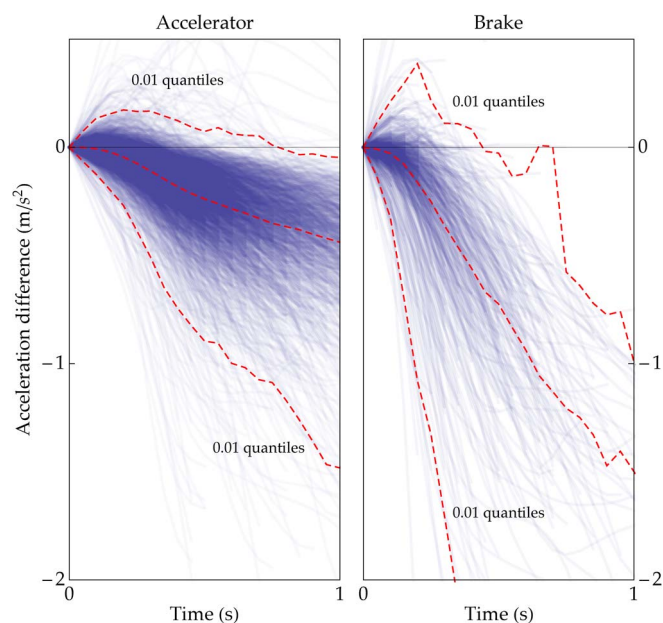 Accelerator
Brake
0.01 quantiles
0.01 quantiles
0
0
Acceleration difference (m/s²)
-1
-1
0.01 quantiles
0.01 quantiles
-2
-2
0
1
0
1
Time (s)
Time (s)